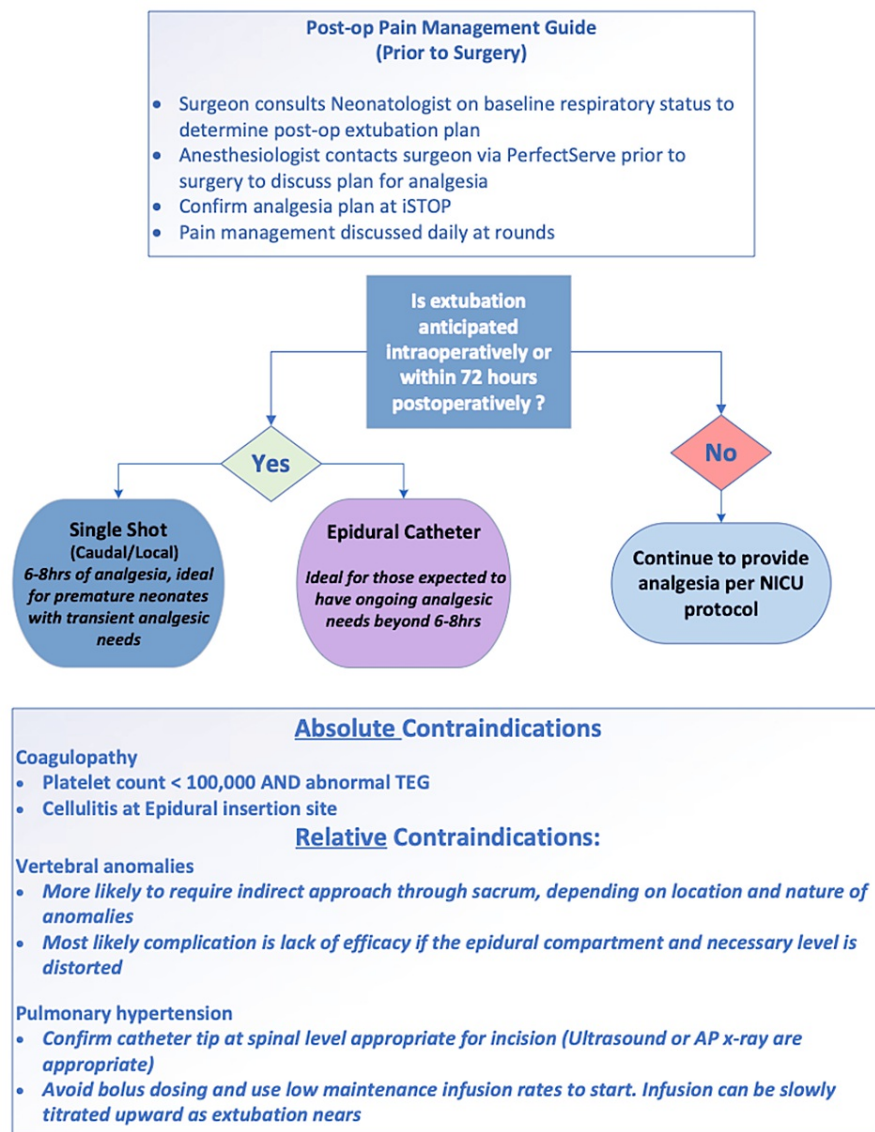 Post-op Pain Management Guide
(Prior to Surgery)
• Surgeon consults Neonatologist on baseline respiratory status to
determine post-op extubation plan
• Anesthesiologist contacts surgeon via PerfectServe prior to
surgery to discuss plan for analgesia
• Confirm analgesia plan at iSTOP
• Pain management discussed daily at rounds
Is extubation
anticipated
intraoperatively or
within 72 hours
postoperatively ?
Yes
No
Single Shot
(Caudal/Local)
6-8hrs of analgesia, ideal
for premature neonates
with transient analgesic
needs
Epidural Catheter
Ideal for those expected to
have ongoing analgesic
needs beyond 6-8hrs
Continue to provide
analgesia per NICU
protocol
Absolute Contraindications
Coagulopathy
• Platelet count < 100,000 AND abnormal TEG
• Cellulitis at Epidural insertion site
Relative Contraindications:
Vertebral anomalies
• More likely to require indirect approach through sacrum, depending on location and nature of
anomalies
• Most likely complication is lack of efficacy if the epidural compartment and necessary level is
distorted
Pulmonary hypertension
• Confirm catheter tip at spinal level appropriate for incision (Ultrasound or AP x-ray are
appropriate)
• Avoid bolus dosing and use low maintenance infusion rates to start. Infusion can be slowly
titrated upward as extubation nears